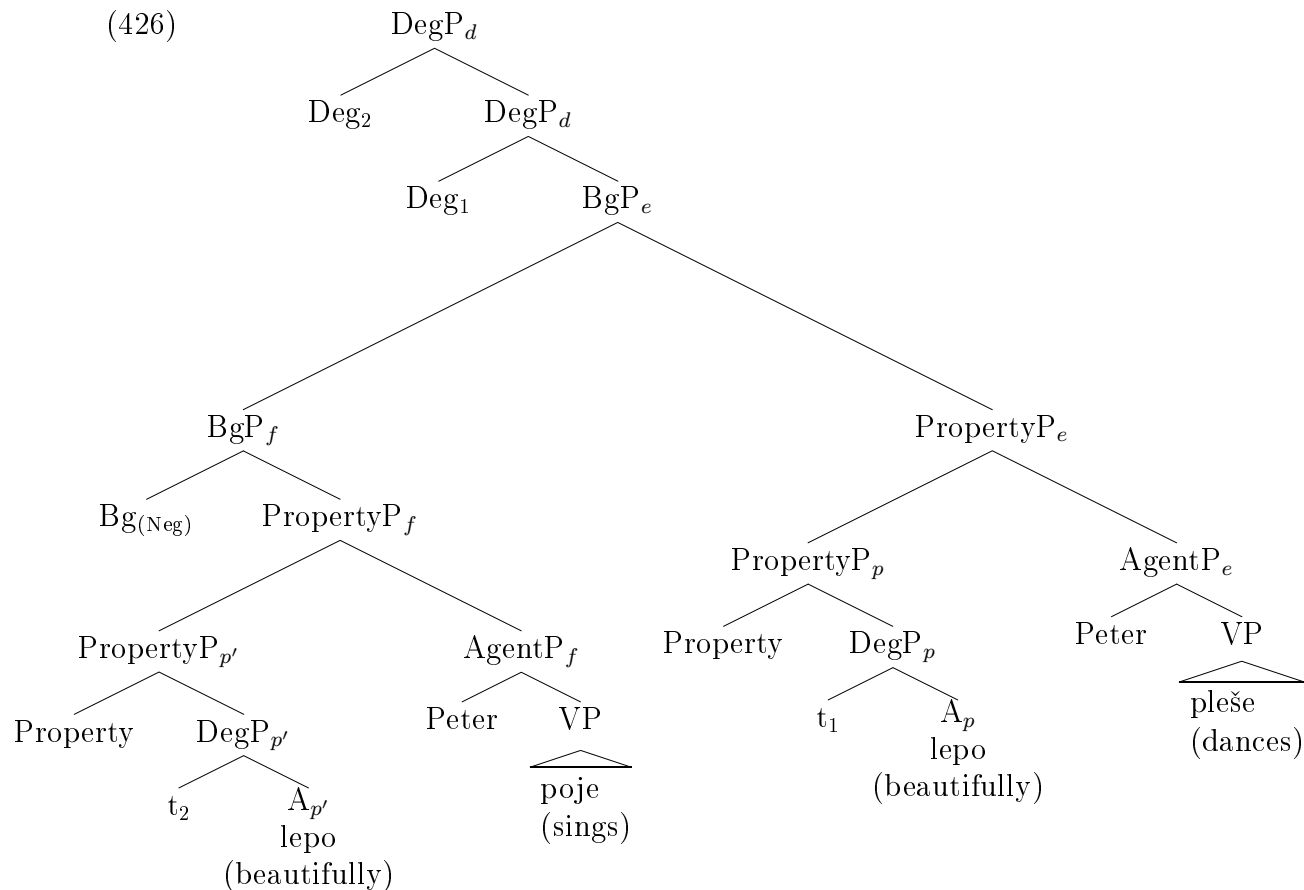 (426) DegP_d
Deg_2 DegP_d
Deg_1 BgP_e
BgP_f PropertyP_e
Bg_(Neg) PropertyP_f
PropertyP_p AgentP_e
Property DegP_p Peter VP
PropertyP_p′ AgentP_f
t_1 A_p pleše
Property DegP_p′ Peter VP
lepo (dances)
(beautifully)
t_2 A_p′ poje
lepo (sings)
(beautifully)